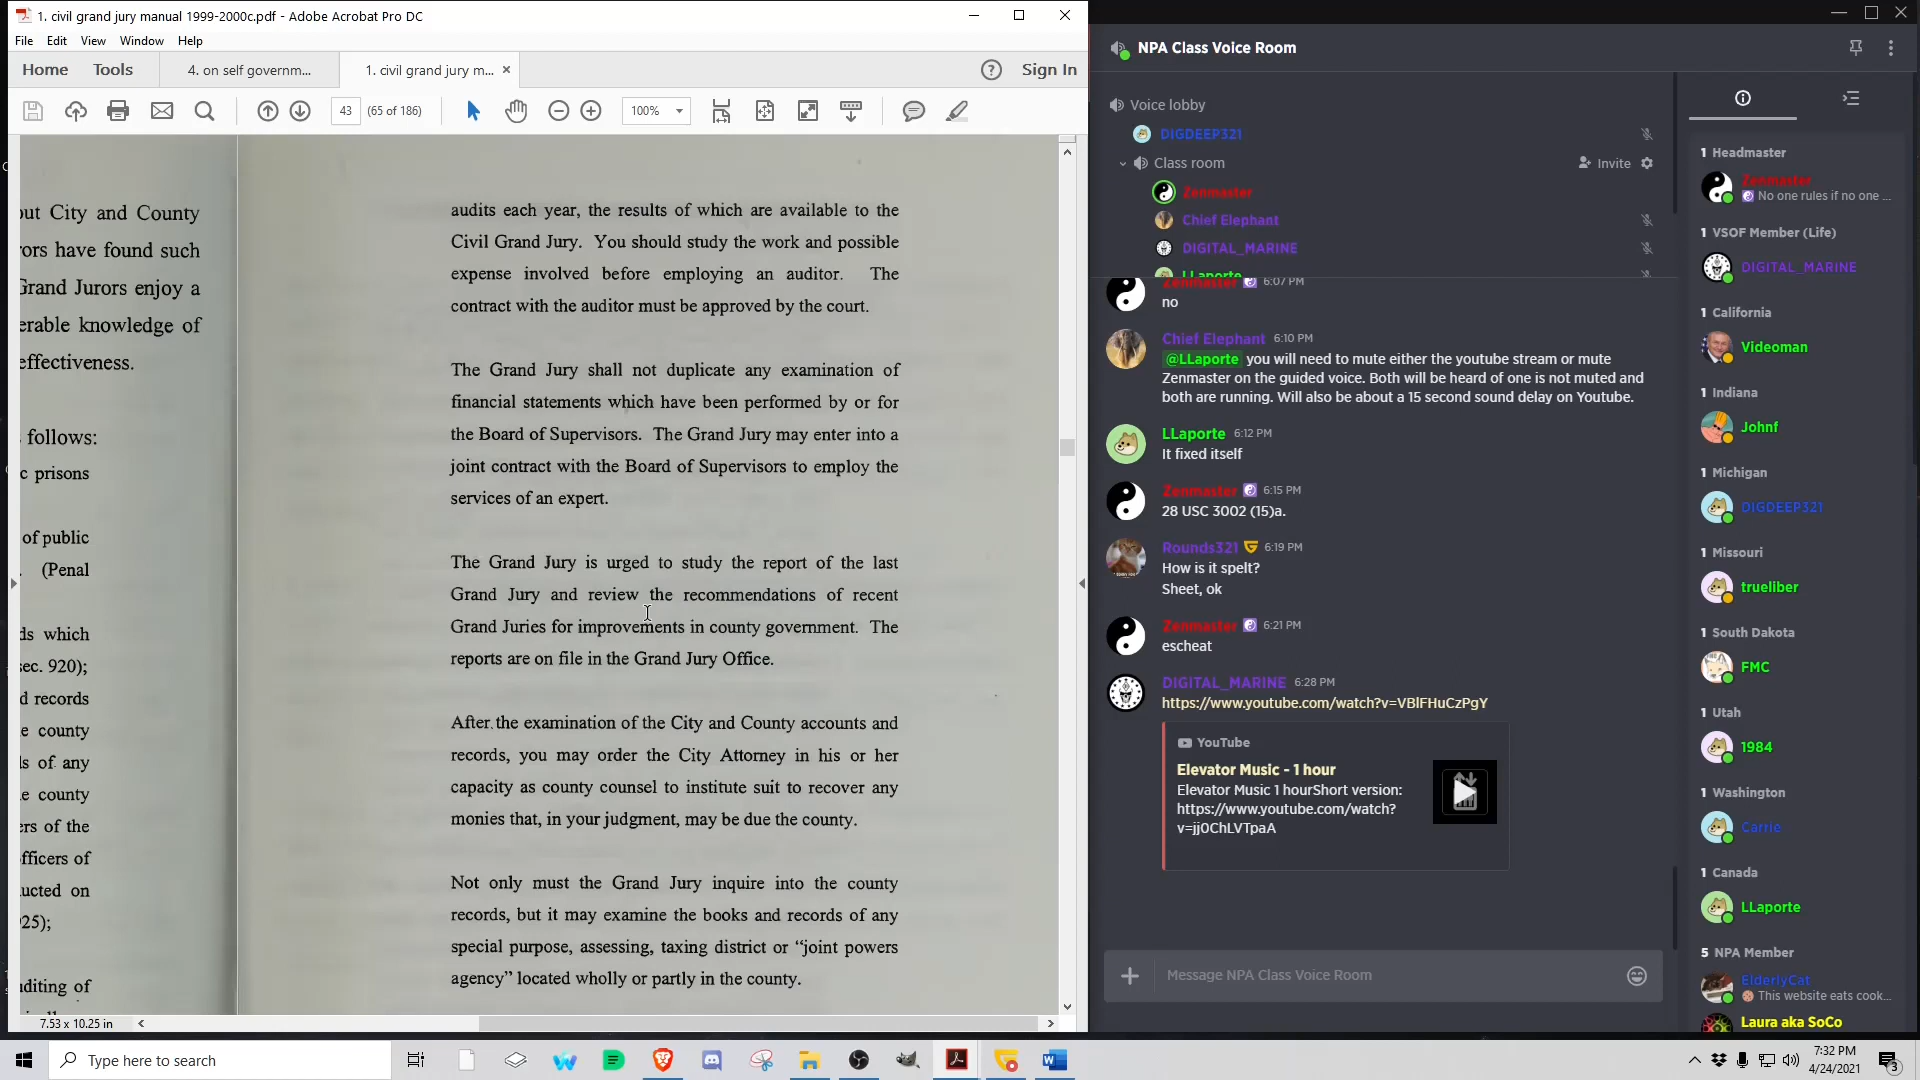 1. civil grand jury manual 1999-2000c.pdf - Adobe Acrobat Pro DC
File Edit View Window Help
Home Tools 4. on self governm... 1. civil grand jury m... × Sign In
43 (65 of 186) 100%
out City and County
ors have found such
Grand Jurors enjoy a
erable knowledge of
effectiveness.
follows:
c prisons
of public
. (Penal
ds which
sec. 920);
d records
e county
ls of any
e county
ers of the
fficers of
ucted on
25);
uditing of
audits each year, the results of which are available to the
Civil Grand Jury. You should study the work and possible
expense involved before employing an auditor. The
contract with the auditor must be approved by the court.
The Grand Jury shall not duplicate any examination of
financial statements which have been performed by or for
the Board of Supervisors. The Grand Jury may enter into a
joint contract with the Board of Supervisors to employ the
services of an expert.
The Grand Jury is urged to study the report of the last
Grand Jury and review the recommendations of recent
Grand Juries for improvements in county government. The
reports are on file in the Grand Jury Office.
After the examination of the City and County accounts and
records, you may order the City Attorney in his or her
capacity as county counsel to institute suit to recover any
monies that, in your judgment, may be due the county.
Not only must the Grand Jury inquire into the county
records, but it may examine the books and records of any
special purpose, assessing, taxing district or “joint powers
agency” located wholly or partly in the county.
7.53 x 10.25 in
NPA Class Voice Room
Voice lobby
DIGDEEP321
Class room Invite
Zenmaster
Chief Elephant
DIGITAL_MARINE
LLaporte
Zenmaster 6:07 PM
no
Chief Elephant 6:10 PM
@LLaporte you will need to mute either the youtube stream or mute
Zenmaster on the guided voice. Both will be heard of one is not muted and
both are running. Will also be about a 15 second sound delay on Youtube.
LLaporte 6:12 PM
It fixed itself
Zenmaster 6:15 PM
28 USC 3002 (15)a.
Rounds321 6:19 PM
How is it spelt?
Sheet, ok
Zenmaster 6:21 PM
escheat
DIGITAL_MARINE 6:28 PM
https://www.youtube.com/watch?v=VBlFHuCzPgY
YouTube
Elevator Music - 1 hour
Elevator Music 1 hourShort version:
https://www.youtube.com/watch?
v=jj0ChLVTpaA
Message NPA Class Voice Room
1 Headmaster
Zenmaster
No one rules if no one ...
1 VSOF Member (Life)
DIGITAL_MARINE
1 California
Videoman
1 Indiana
Johnf
1 Michigan
DIGDEEP321
1 Missouri
trueliber
1 South Dakota
FMC
1 Utah
1984
1 Washington
Carrie
1 Canada
LLaporte
5 NPA Member
ElderlyCat
This website eats cook...
Laura aka SoCo
Type here to search
7:32 PM
4/24/2021
3